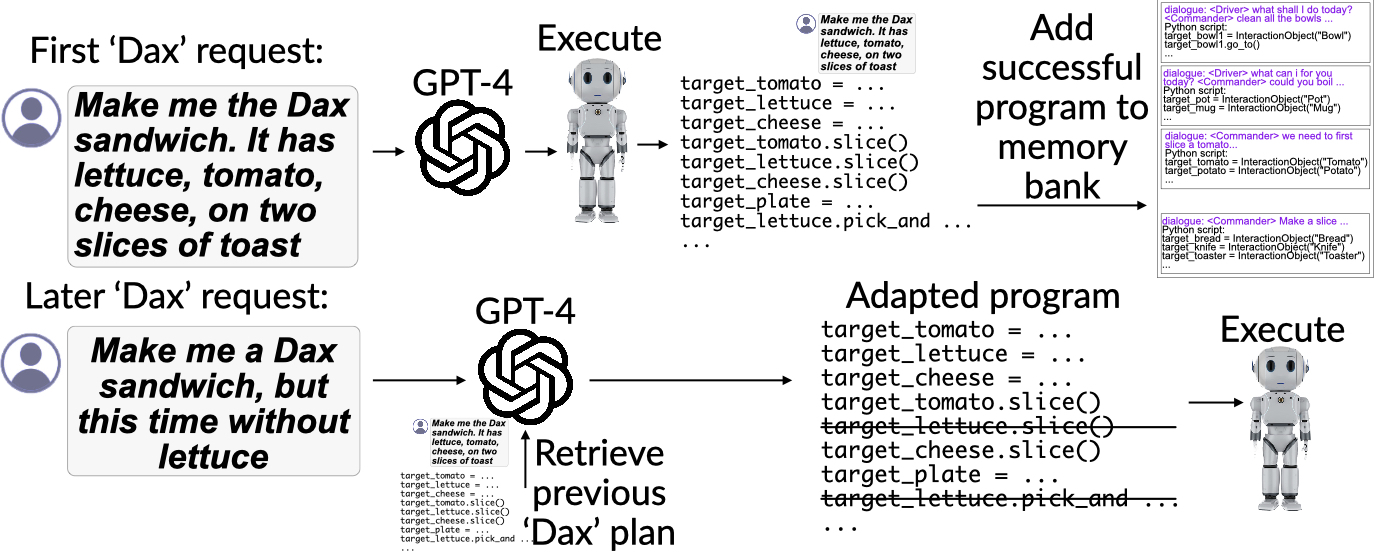 First ‘Dax’ request:
Make me the Dax
sandwich. It has
lettuce, tomato,
cheese, on two
slices of toast
GPT-4
Execute
Make me the Dax
sandwich. It has
lettuce, tomato,
cheese, on two
slices of toast
target_tomato = ...
target_lettuce = ...
target_cheese = ...
target_tomato.slice()
target_lettuce.slice()
target_cheese.slice()
target_plate = ...
target_lettuce.pick_and ...
...
Add
successful
program to
memory
bank
dialogue: <Driver> what shall I do today?
<Commander> clean all the bowls ...
Python script:
target_bowl1 = InteractionObject("Bowl")
target_bowl1.go_to()
...
dialogue: <Driver> what can i for you
today? <Commander> could you boil ...
Python script:
target_pot = InteractionObject("Pot")
target_mug = InteractionObject("Mug")
...
dialogue: <Commander> we need to first
slice a tomato...
Python script:
target_tomato = InteractionObject("Tomato")
target_potato = InteractionObject("Potato")
...
dialogue: <Commander> Make a slice ...
Python script:
target_bread = InteractionObject("Bread")
target_knife = InteractionObject("Knife")
target_toaster = InteractionObject("Toaster")
...
Later ‘Dax’ request:
Make me a Dax
sandwich, but
this time without
lettuce
GPT-4
Make me the Dax
sandwich. It has
lettuce, tomato,
cheese, on two
slices of toast
target_tomato = ...
target_lettuce = ...
target_cheese = ...
target_tomato.slice()
target_lettuce.slice()
target_cheese.slice()
target_plate = ...
target_lettuce.pick_and ...
...
Retrieve
previous
‘Dax’ plan
Adapted program
target_tomato = ...
target_lettuce = ...
target_cheese = ...
target_tomato.slice()
target_lettuce.slice()
target_cheese.slice()
target_plate = ...
target_lettuce.pick_and ...
...
Execute